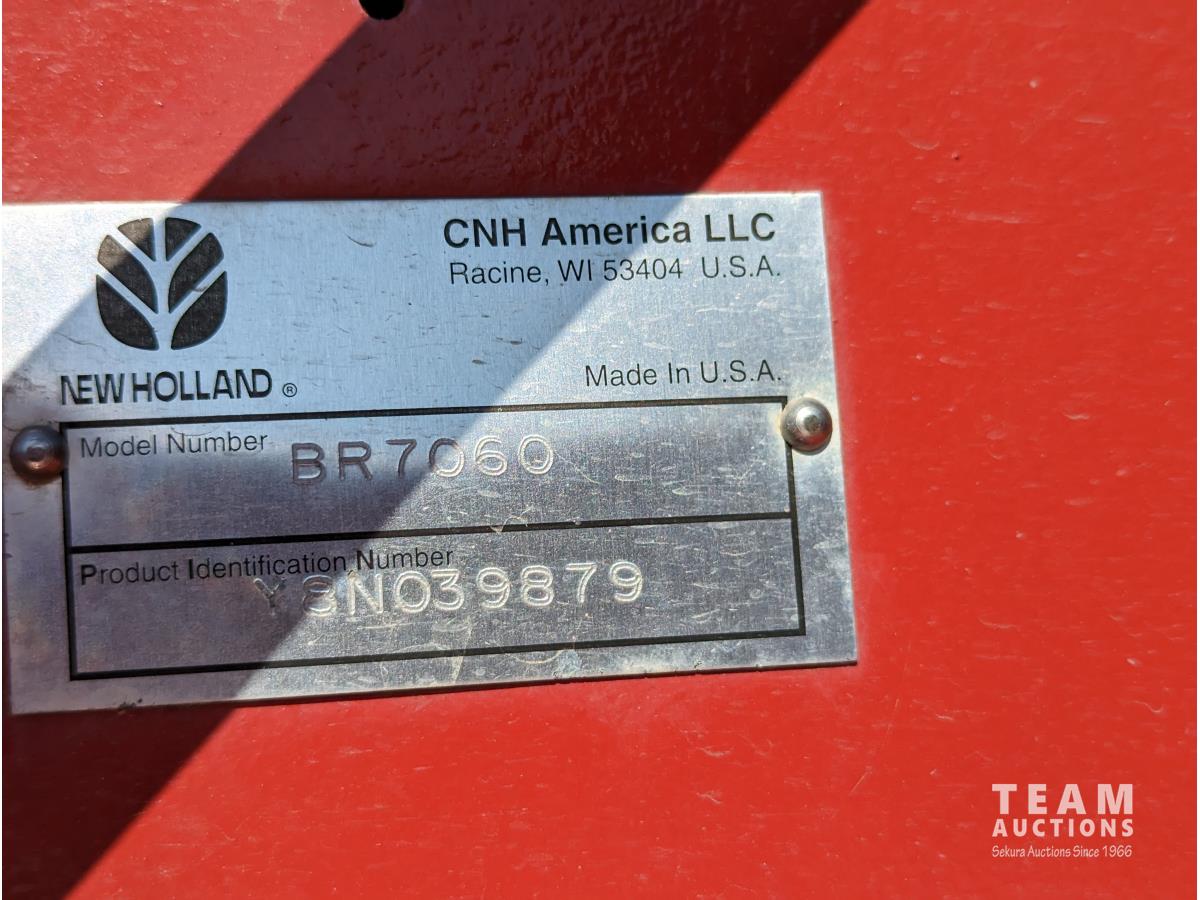 CNH America LLC
Racine, WI 53404 U.S.A.
NEW HOLLAND ®
Made In U.S.A.
Model Number BR7060
Product Identification Number
Y8N039879
TEAM
AUCTIONS
Sekura Auctions Since 1966